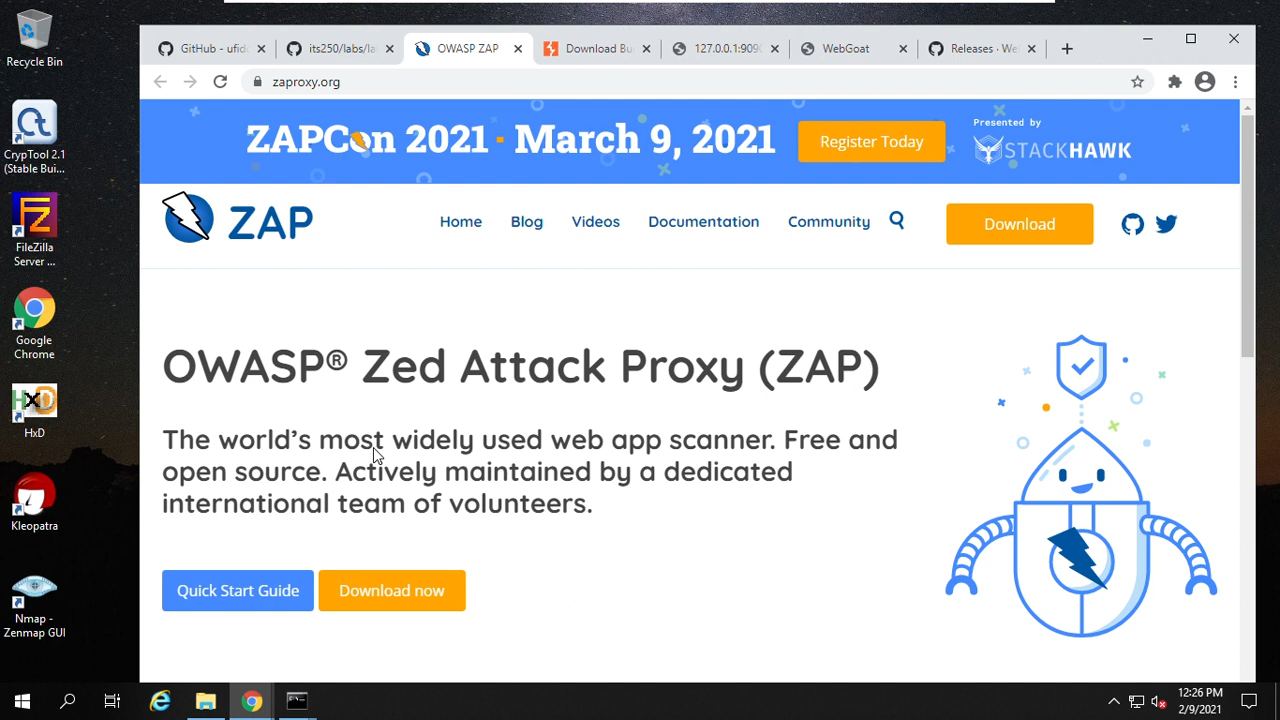 Recycle Bin
CrypTool 2.1
(Stable Bui...
FileZilla
Server ...
Google
Chrome
HxD
Kleopatra
Nmap -
Zenmap GUI
GitHub - ufid
its250/labs/la
OWASP ZAP
Download Bu
127.0.0.1:909
WebGoat
Releases · We
zaproxy.org
ZAPCon 2021 · March 9, 2021
Register Today
Presented by
STACKHAWK
ZAP
Home
Blog
Videos
Documentation
Community
Download
OWASP® Zed Attack Proxy (ZAP)
The world's most widely used web app scanner. Free and
open source. Actively maintained by a dedicated
international team of volunteers.
Quick Start Guide
Download now
12:26 PM
2/9/2021